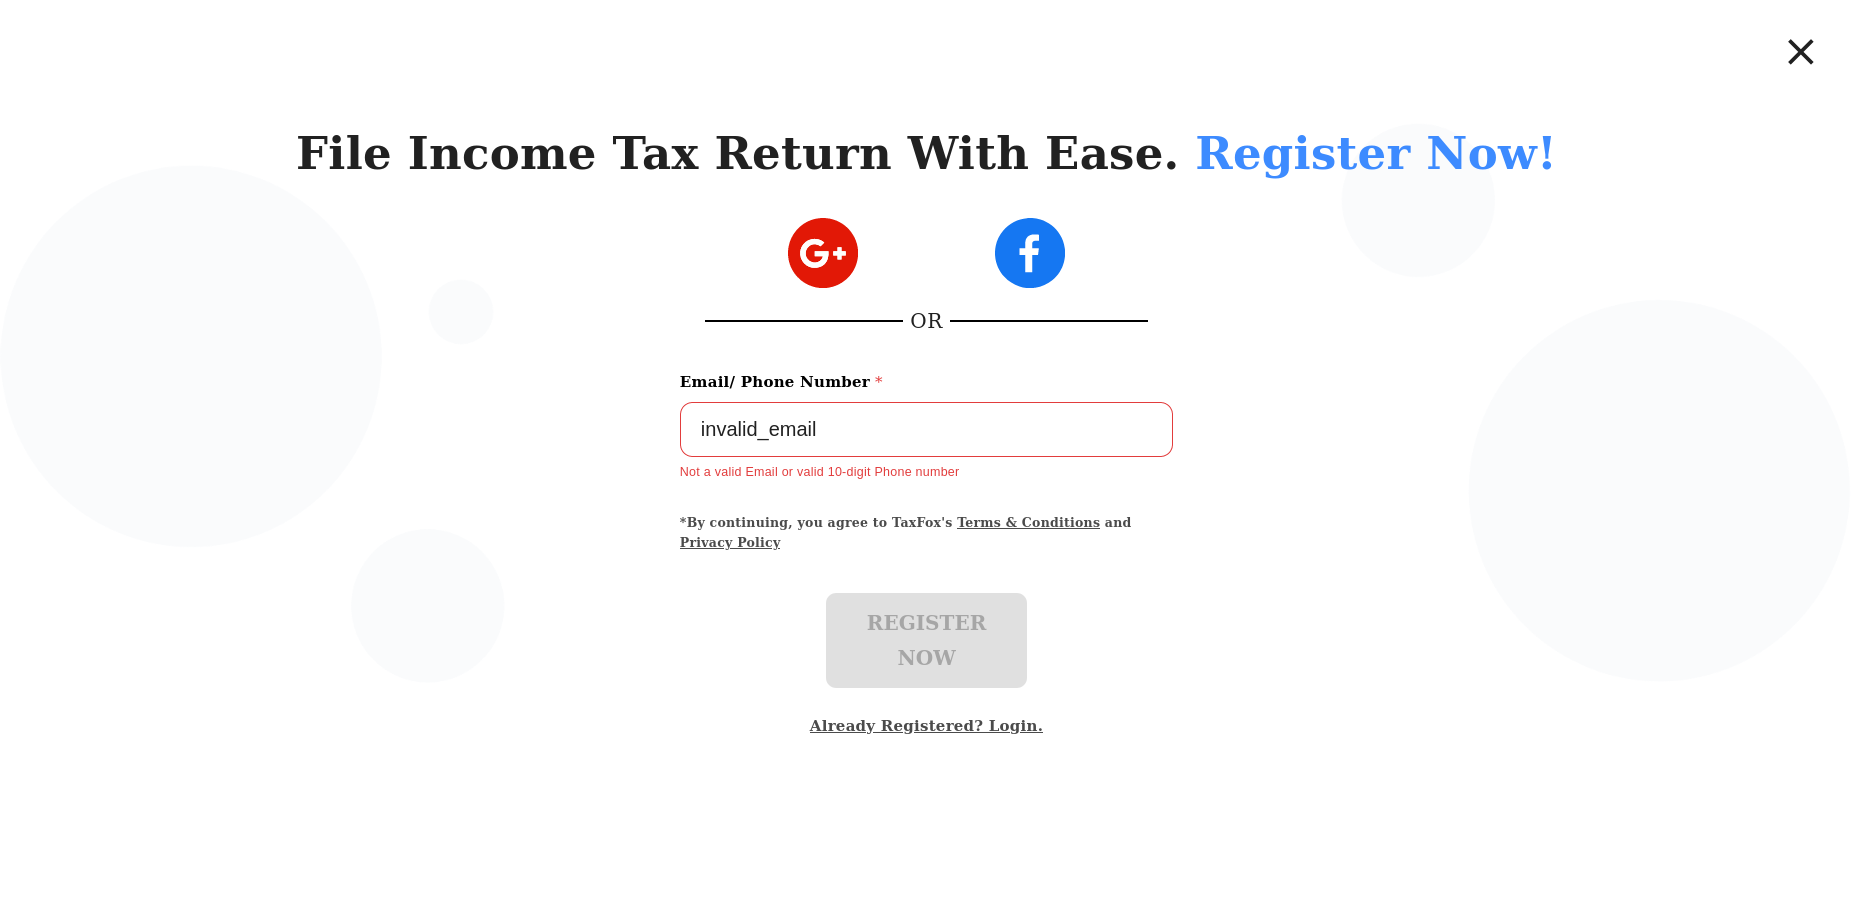 File Income Tax Return With Ease. Register Now!
G+
f
OR
Email/ Phone Number *
invalid_email
Not a valid Email or valid 10-digit Phone number
*By continuing, you agree to TaxFox's Terms & Conditions and
Privacy Policy
REGISTER
NOW
Already Registered? Login.